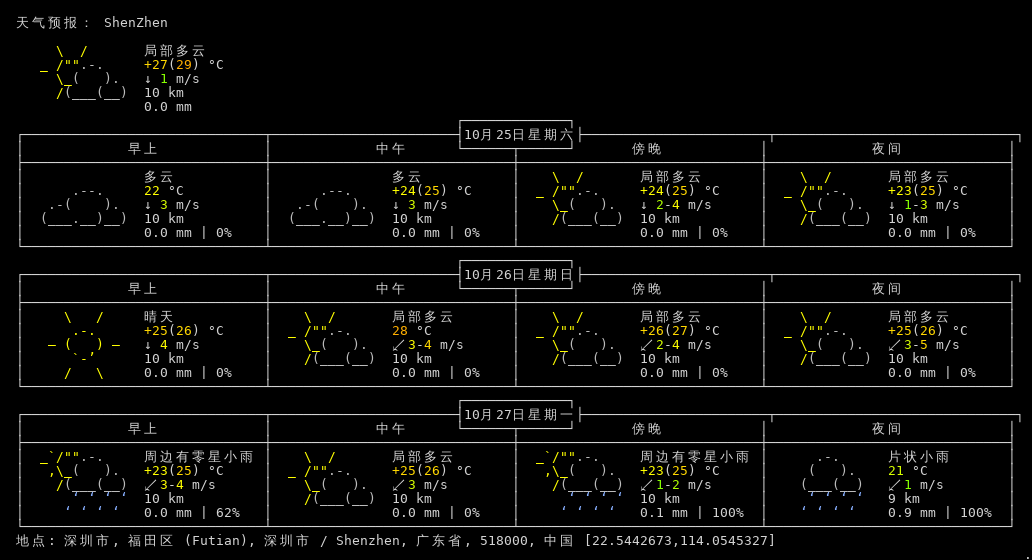 天气预报： ShenZhen
局部多云
+27(29) °C
↓ 1 m/s
10 km
0.0 mm
10月25日星期六
早上 中午 傍晚 夜间
多云 多云 局部多云 局部多云
22 °C +24(25) °C +24(25) °C +23(25) °C
↓ 3 m/s ↓ 3 m/s ↓ 2-4 m/s ↓ 1-3 m/s
10 km 10 km 10 km 10 km
0.0 mm | 0% 0.0 mm | 0% 0.0 mm | 0% 0.0 mm | 0%
10月26日星期日
早上 中午 傍晚 夜间
晴天 局部多云 局部多云 局部多云
+25(26) °C 28 °C +26(27) °C +25(26) °C
↓ 4 m/s ↙ 3-4 m/s ↙ 2-4 m/s ↙ 3-5 m/s
10 km 10 km 10 km 10 km
0.0 mm | 0% 0.0 mm | 0% 0.0 mm | 0% 0.0 mm | 0%
10月27日星期一
早上 中午 傍晚 夜间
周边有零星小雨 局部多云 周边有零星小雨 片状小雨
+23(25) °C +25(26) °C +23(25) °C 21 °C
↙ 3-4 m/s ↙ 3 m/s ↙ 1-2 m/s ↙ 1 m/s
10 km 10 km 10 km 9 km
0.0 mm | 62% 0.0 mm | 0% 0.1 mm | 100% 0.9 mm | 100%
地点: 深圳市, 福田区 (Futian), 深圳市 / Shenzhen, 广东省, 518000, 中国 [22.5442673,114.0545327]